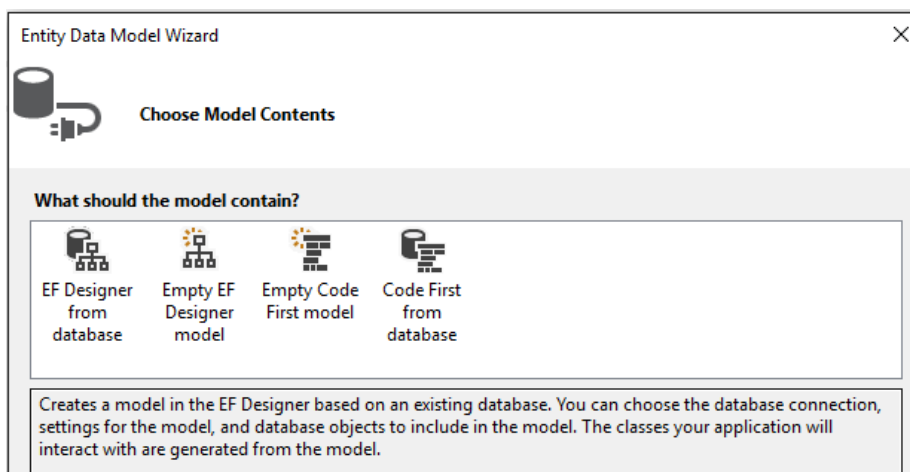 Entity Data Model Wizard
Choose Model Contents
What should the model contain?
EF Designer
from
database
Empty EF
Designer
model
Empty Code
First model
Code First
from
database
Creates a model in the EF Designer based on an existing database. You can choose the database connection,
settings for the model, and database objects to include in the model. The classes your application will
interact with are generated from the model.